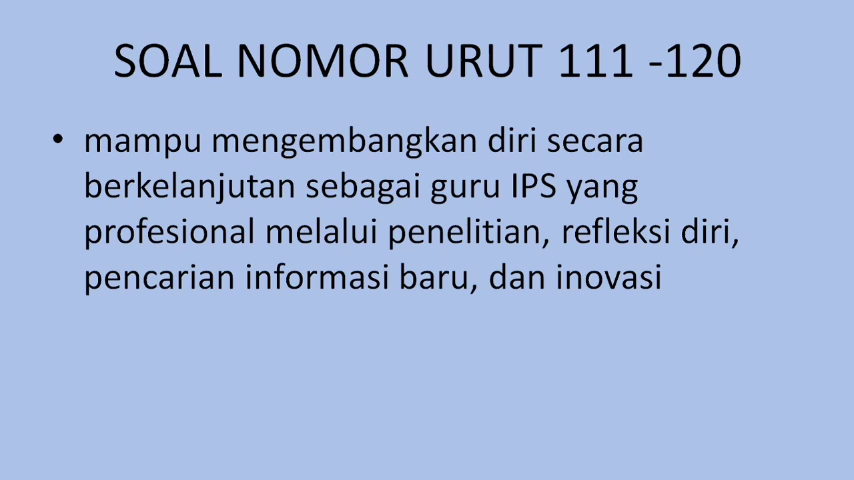 SOAL NOMOR URUT 111 -120
• mampu mengembangkan diri secara
berkelanjutan sebagai guru IPS yang
profesional melalui penelitian, refleksi diri,
pencarian informasi baru, dan inovasi